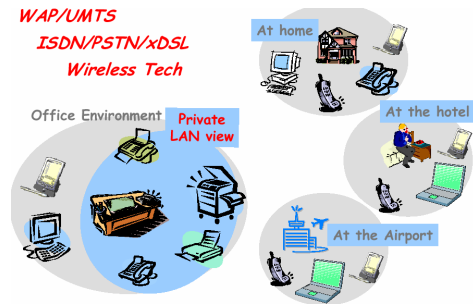 WAP/UMTS
ISDN/PSTN/xDSL
Wireless Tech
Office Environment
Private
LAN view
At home
At the hotel
At the Airport